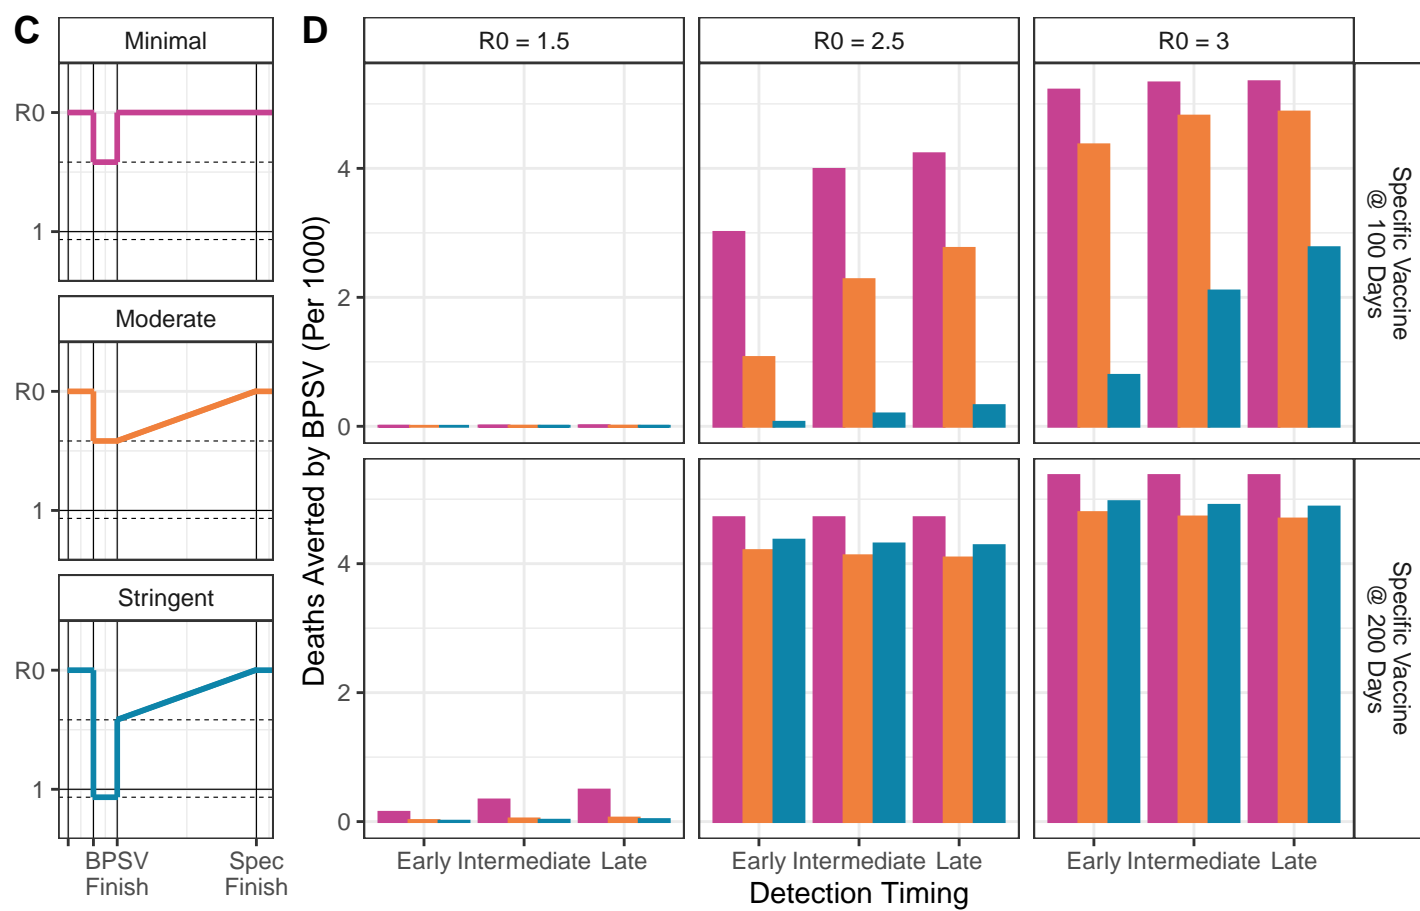 C
Minimal
R0
1
Moderate
R0
1
Stringent
R0
1
BPSV
Finish
Spec
Finish
D
R0 = 1.5
R0 = 2.5
R0 = 3
Deaths Averted by BPSV (Per 1000)
4
2
0
Specific Vaccine
@ 100 Days
4
2
0
Specific Vaccine
@ 200 Days
Early Intermediate Late
Early Intermediate Late
Early Intermediate Late
Detection Timing